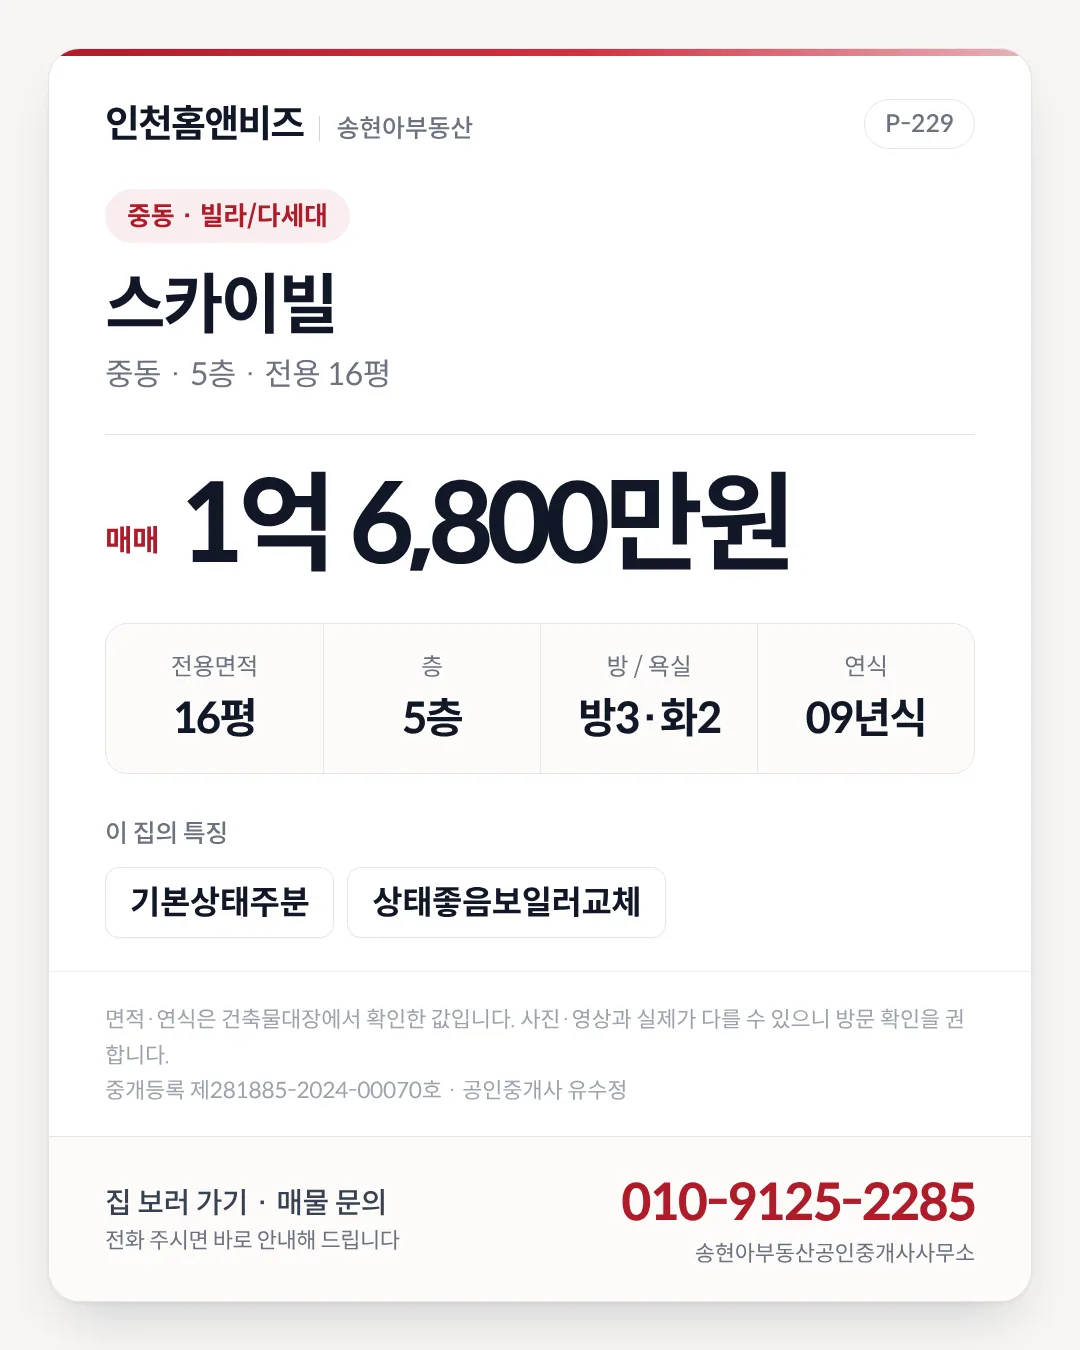 인천홈앤비즈 | 송현아부동산
P-229
중동 · 빌라/다세대
스카이빌
중동 · 5층 · 전용 16평
매매 1억 6,800만원
전용면적 층 방 / 욕실 연식
16평 5층 방3·화2 09년식
이 집의 특징
기본상태주분 상태좋음보일러교체
면적·연식은 건축물대장에서 확인한 값입니다. 사진·영상과 실제가 다를 수 있으니 방문 확인을 권
합니다.
중개등록 제281885-2024-00070호 · 공인중개사 유수정
집 보러 가기 · 매물 문의
전화 주시면 바로 안내해 드립니다
010-9125-2285
송현아부동산공인중개사사무소